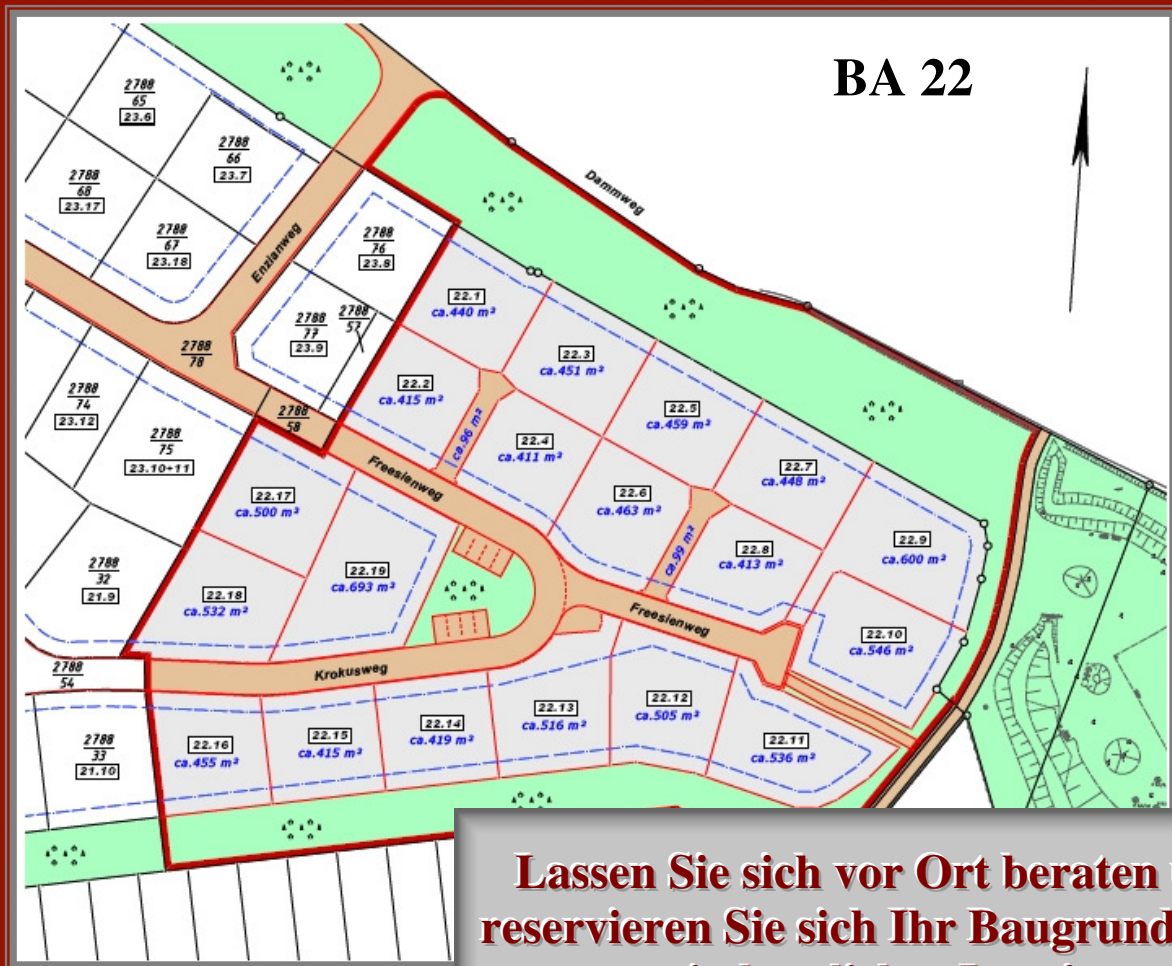 BA 22
2788
65
23.6
2788
66
23.7
2788
68
23.17
2788
67
23.18
Enzianweg
Dammweg
2788
76
23.8
2788
77
23.9
2788
57
2788
78
2788
58
2788
74
23.12
2788
75
23.10+11
2788
32
21.9
2788
54
2788
33
21.10
22.1
ca.440 m²
22.2
ca.415 m²
ca.96 m²
22.3
ca.451 m²
22.4
ca.411 m²
22.5
ca.459 m²
22.6
ca.463 m²
ca.99 m²
22.7
ca.448 m²
22.8
ca.413 m²
22.9
ca.600 m²
22.10
ca.546 m²
Freesienweg
Freesienweg
22.17
ca.500 m²
22.18
ca.532 m²
22.19
ca.693 m²
Krokusweg
22.16
ca.455 m²
22.15
ca.415 m²
22.14
ca.419 m²
22.13
ca.516 m²
22.12
ca.505 m²
22.11
ca.536 m²
Lassen Sie sich vor Ort beraten
reservieren Sie sich Ihr Baugrund